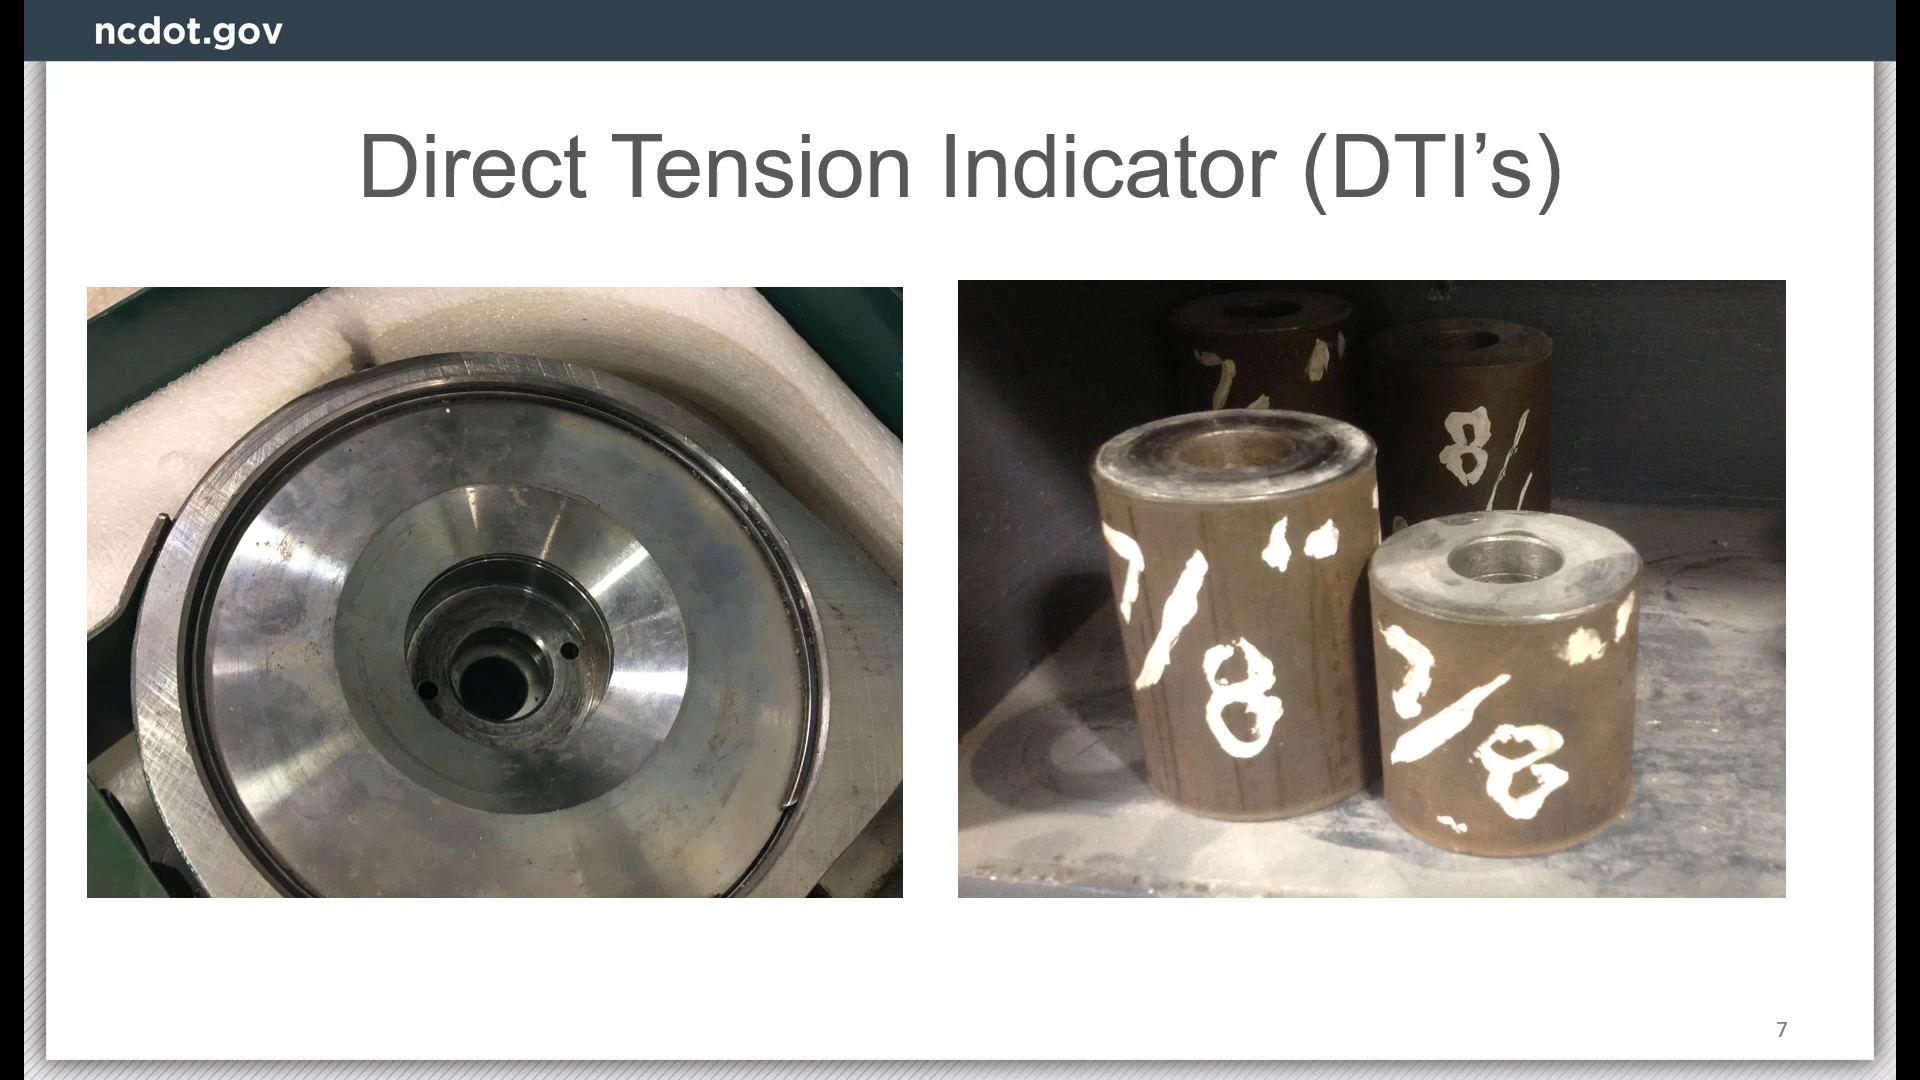 ncdot.gov
Direct Tension Indicator (DTI’s)
8/
7/8"
7/8"
7